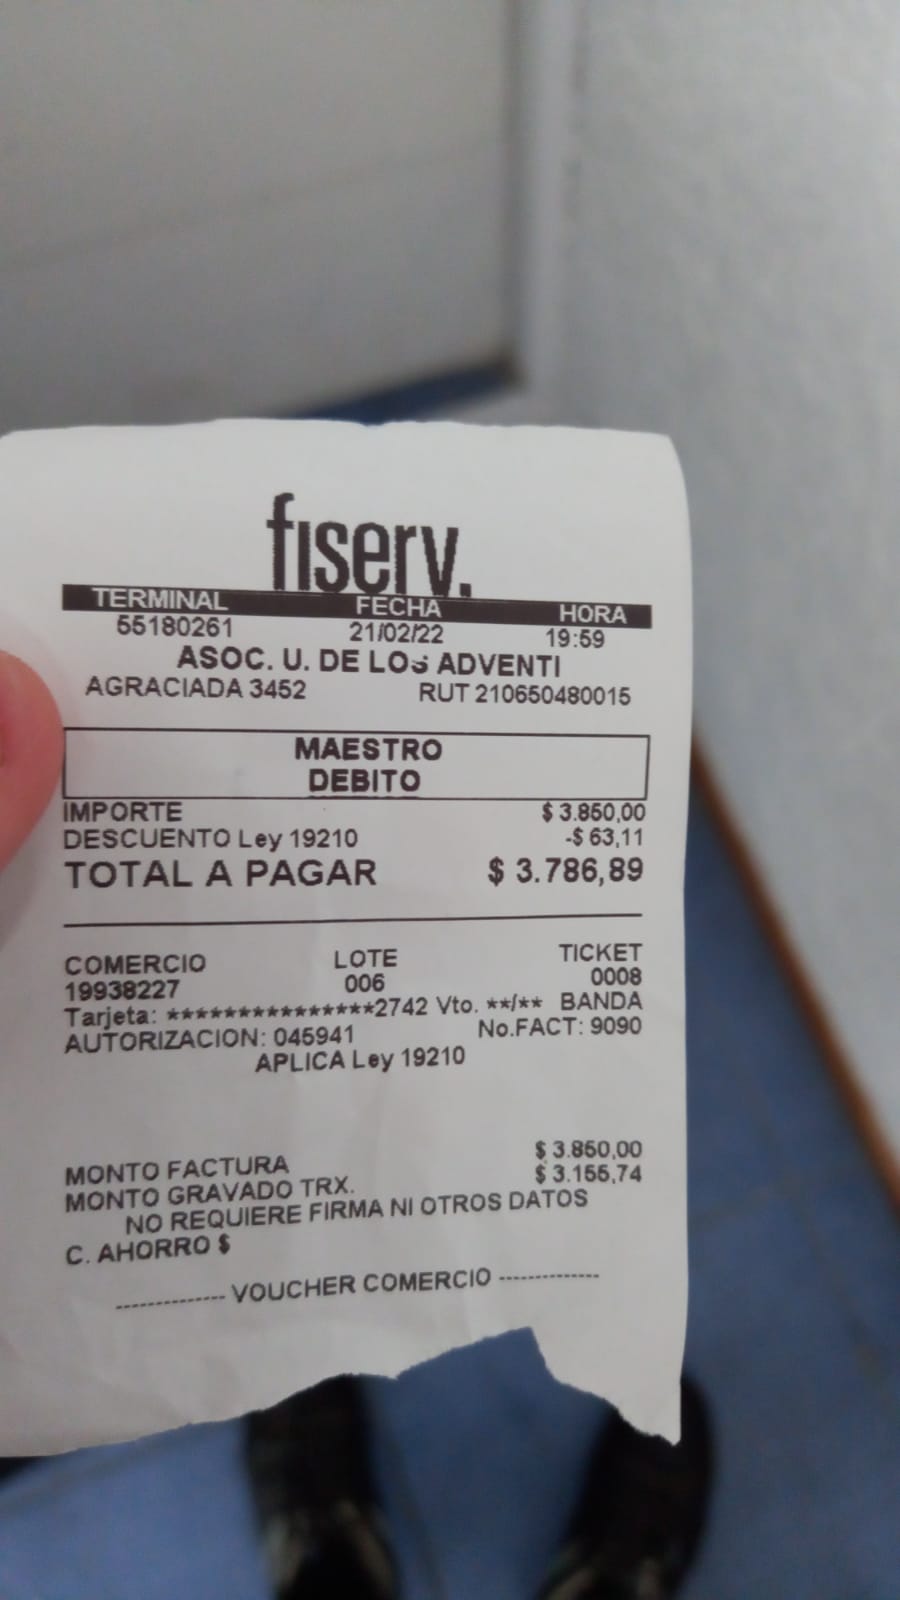 fiserv.
TERMINAL FECHA HORA
55180261 21/02/22 19:59
ASOC. U. DE LOS ADVENTI
AGRACIADA 3452 RUT 210650480015
MAESTRO
DEBITO
IMPORTE $ 3.850,00
DESCUENTO Ley 19210 -$ 63,11
TOTAL A PAGAR $ 3.786,89
COMERCIO LOTE TICKET
19938227 006 0008
Tarjeta: ***************2742 Vto. **/** BANDA
AUTORIZACION: 045941 No.FACT: 9090
APLICA Ley 19210
MONTO FACTURA $ 3.850,00
MONTO GRAVADO TRX. $ 3.155,74
NO REQUIERE FIRMA NI OTROS DATOS
C. AHORRO $
-------------- VOUCHER COMERCIO --------------